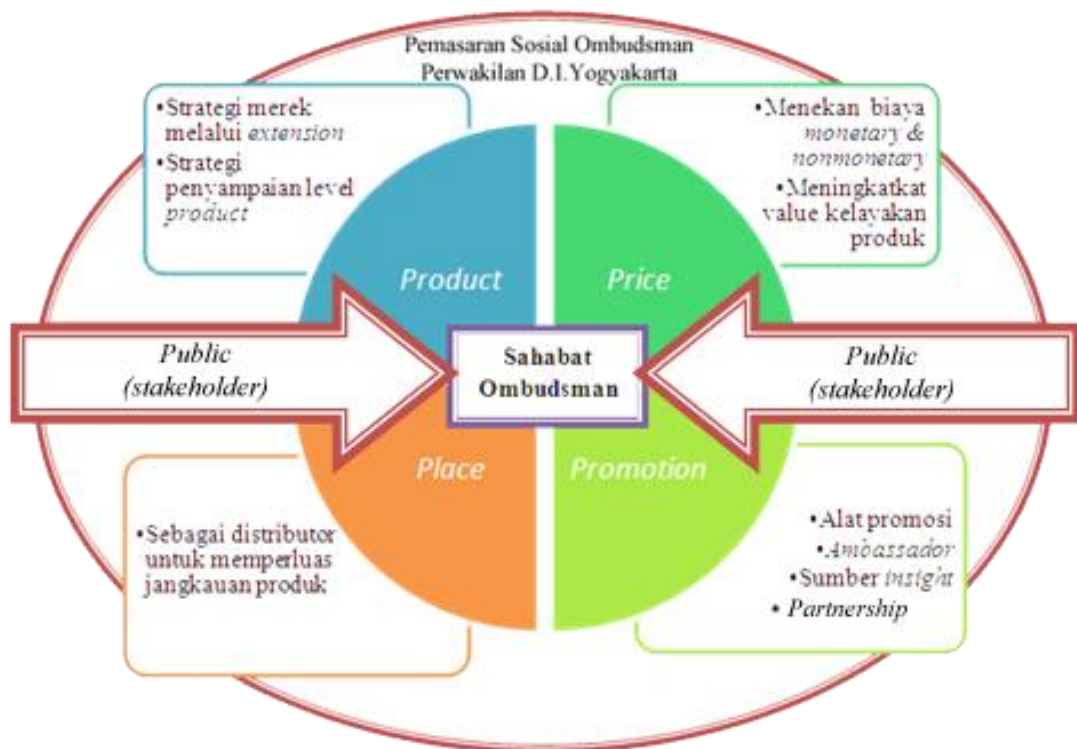 Pemasaran Sosial Ombudsman
Perwakilan D.I.Yogyakarta
•Strategi merek
melalui extension
•Strategi
penyampaian level
product
•Menekan biaya
monetary &
nonmonetary
•Meningkatkat
value kelayakan
produk
Product
Price
Public
(stakeholder)
Sahabat
Ombudsman
Public
(stakeholder)
Place
Promotion
•Sebagai distributor
untuk memperluas
jangkauan produk
•Alat promosi
•Ambassador
•Sumber insight
• Partnership